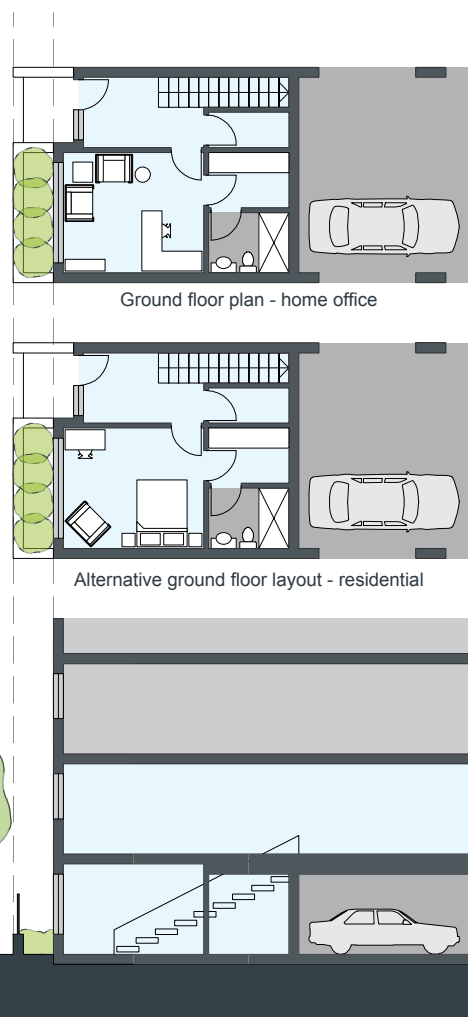 Ground floor plan - home office
Alternative ground floor layout - residential